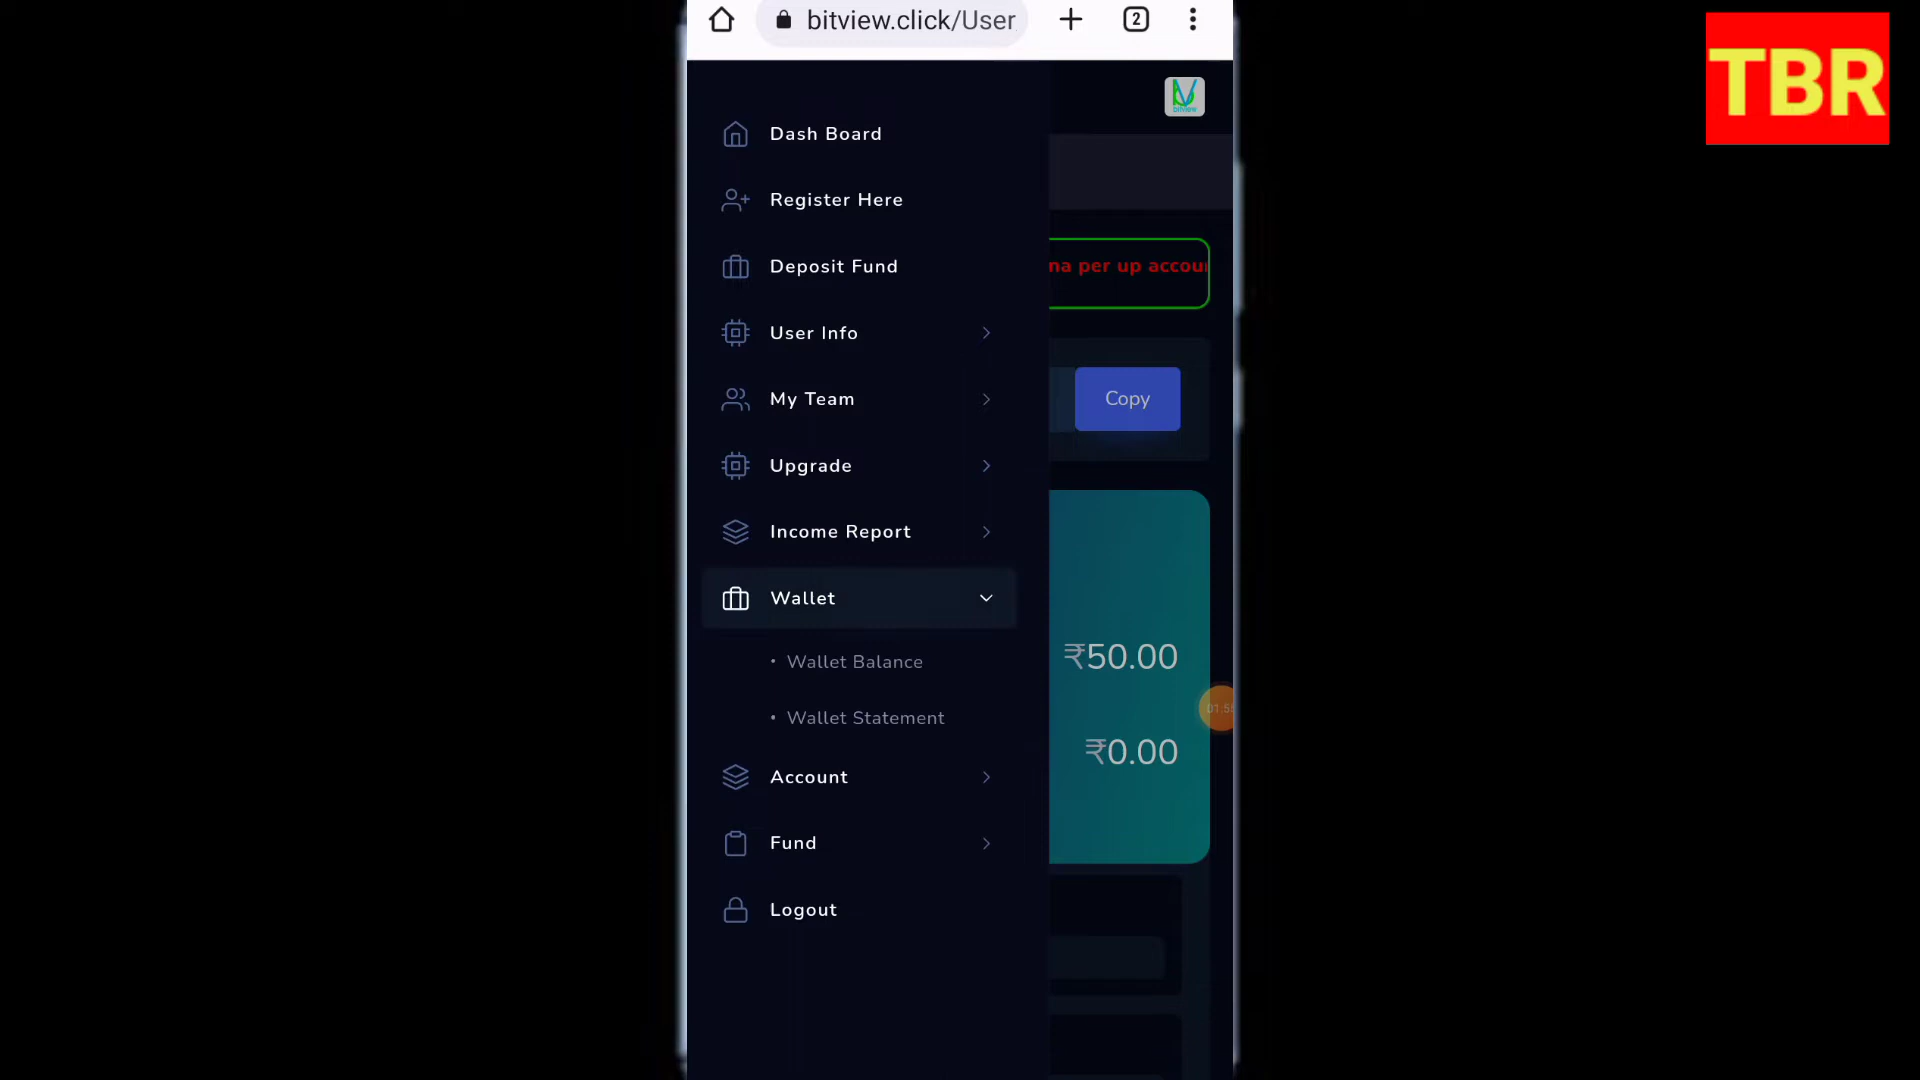 bitview.click/User
2
TBR
bitview
Dash Board
Register Here
Deposit Fund
na per up accou
User Info
My Team
Copy
Upgrade
Income Report
Wallet
Wallet Balance
₹50.00
Wallet Statement
₹0.00
Account
Fund
Logout